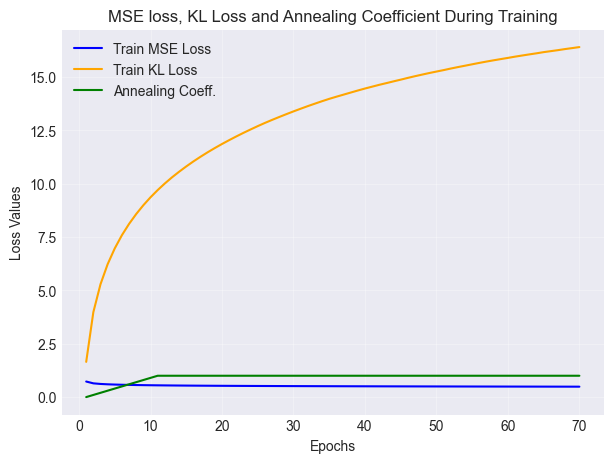 MSE loss, KL Loss and Annealing Coefficient During Training
Train MSE Loss
Train KL Loss
Annealing Coeff.
Loss Values
15.0
12.5
10.0
7.5
5.0
2.5
0.0
0 10 20 30 40 50 60 70
Epochs